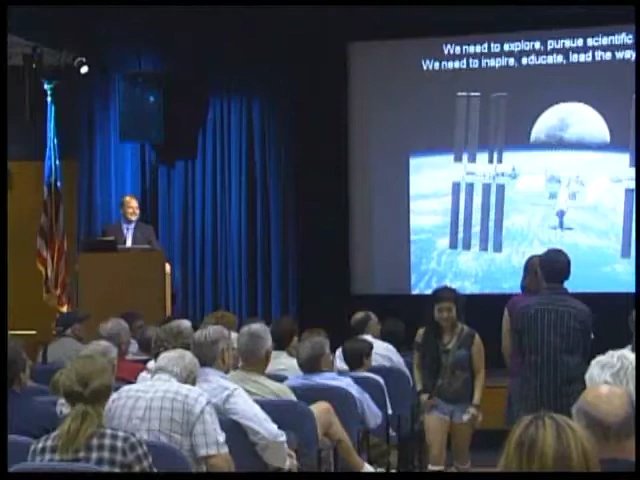 We need to explore, pursue scientific
We need to inspire, educate, lead the way